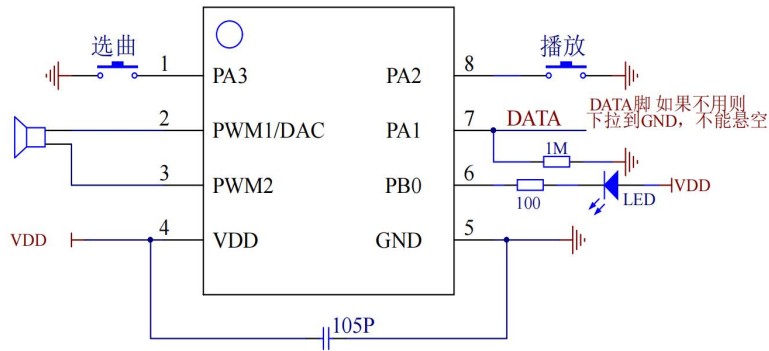 选曲
1
PA3
PA2
8
播放
2
PWM1/DAC
PA1
7
DATA
DATA脚 如果不用则
下拉到GND，不能悬空
1M
3
PWM2
PB0
6
100
LED
VDD
VDD
4
VDD
GND
5
105P